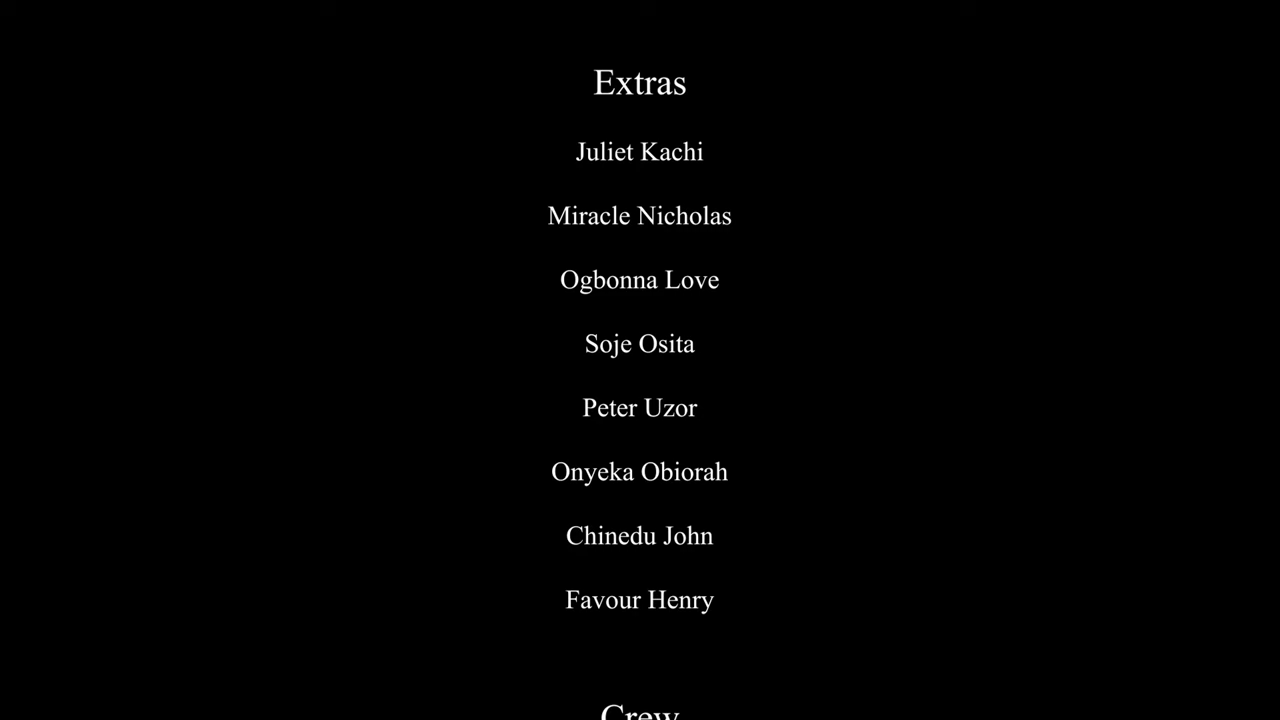 Extras
Juliet Kachi
Miracle Nicholas
Ogbonna Love
Soje Osita
Peter Uzor
Onyeka Obiorah
Chinedu John
Favour Henry
Crew